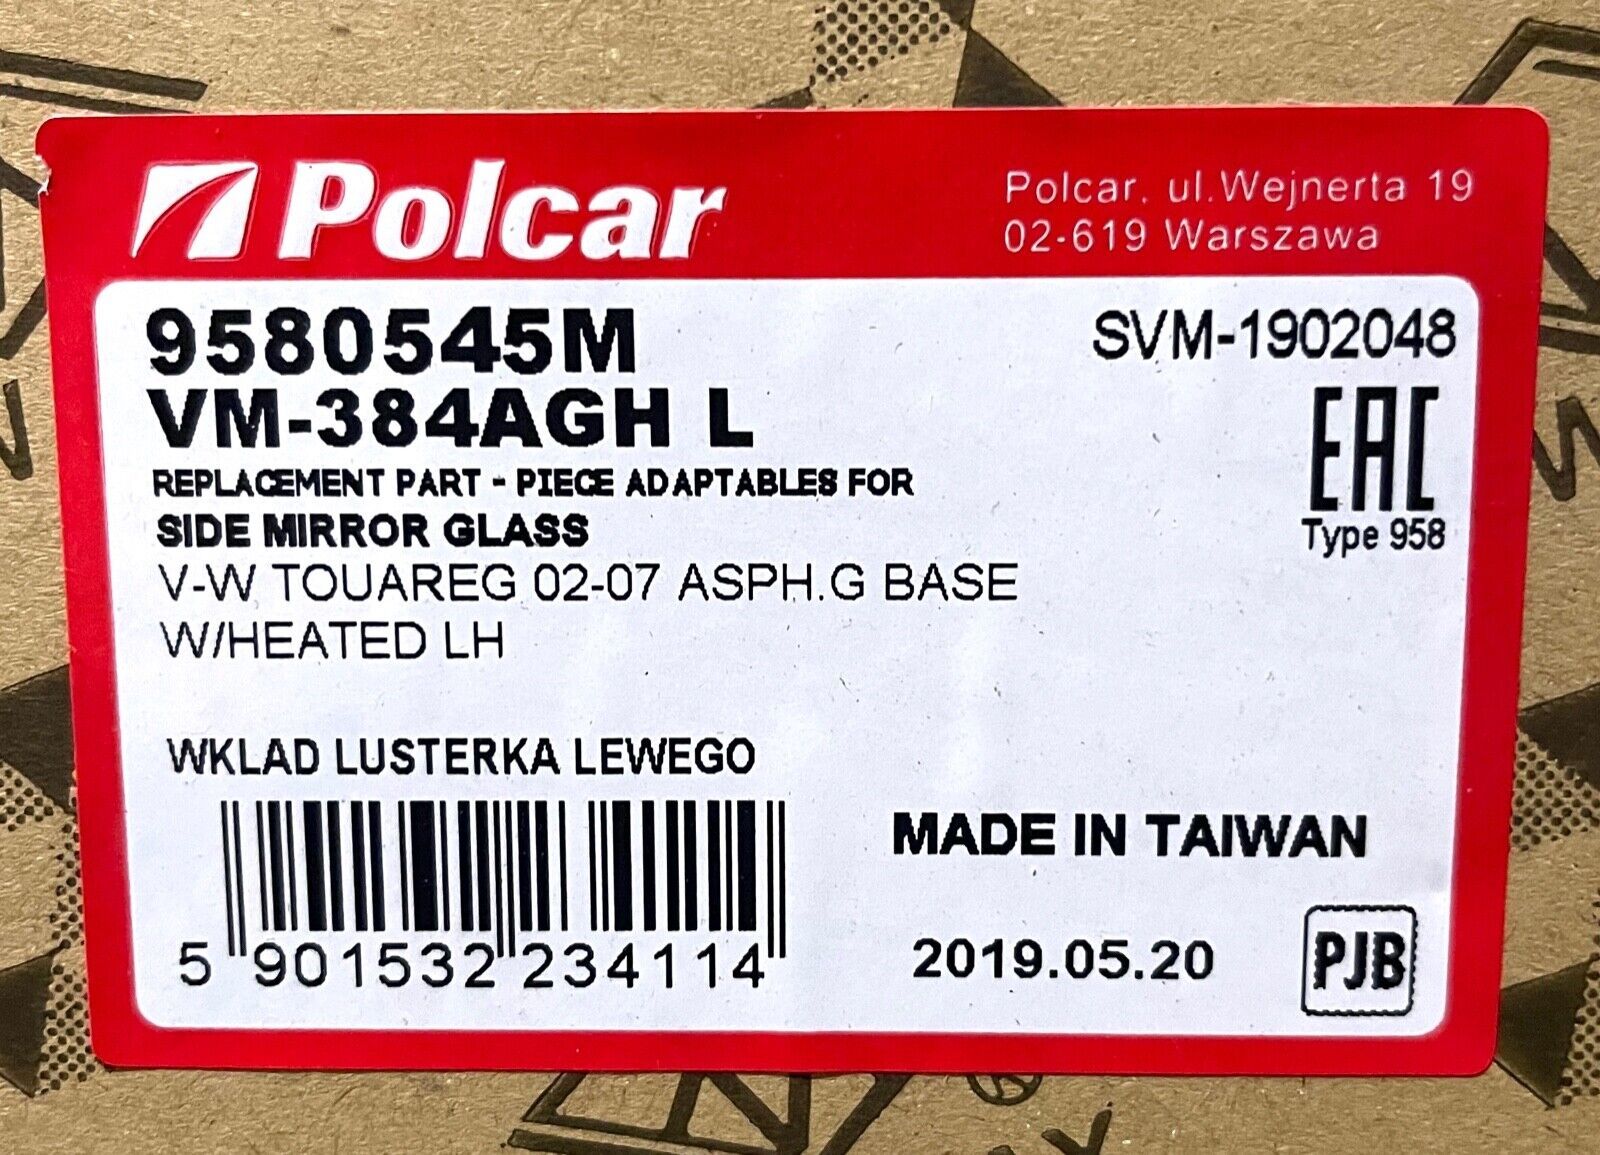 Polcar
Polcar, ul.Wejnerta 19
02-619 Warszawa
9580545M
SVM-1902048
VM-384AGH L
EAC
REPLACEMENT PART - PIECE ADAPTABLES FOR
SIDE MIRROR GLASS
Type 958
V-W TOUAREG 02-07 ASPH.G BASE
W/HEATED LH
WKLAD LUSTERKA LEWEGO
MADE IN TAIWAN
5 901532 234114
2019.05.20
PJB